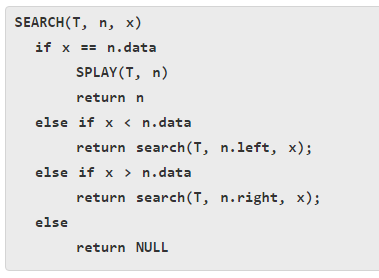 SEARCH(T, n, x)
if x == n.data
SPLAY(T, n)
return n
else if x < n.data
return search(T, n.left, x);
else if x > n.data
return search(T, n.right, x);
else
return NULL